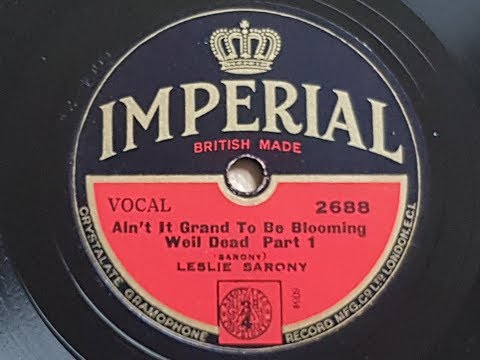 IMPERIAL
BRITISH MADE
VOCAL 2688
Ain't It Grand To Be Blooming
Well Dead Part 1
(SARONY)
LESLIE SARONY
CRYSTALATE GRAMOPHONE RECORD MFG. CO. LTD. LONDON. E.C.1.